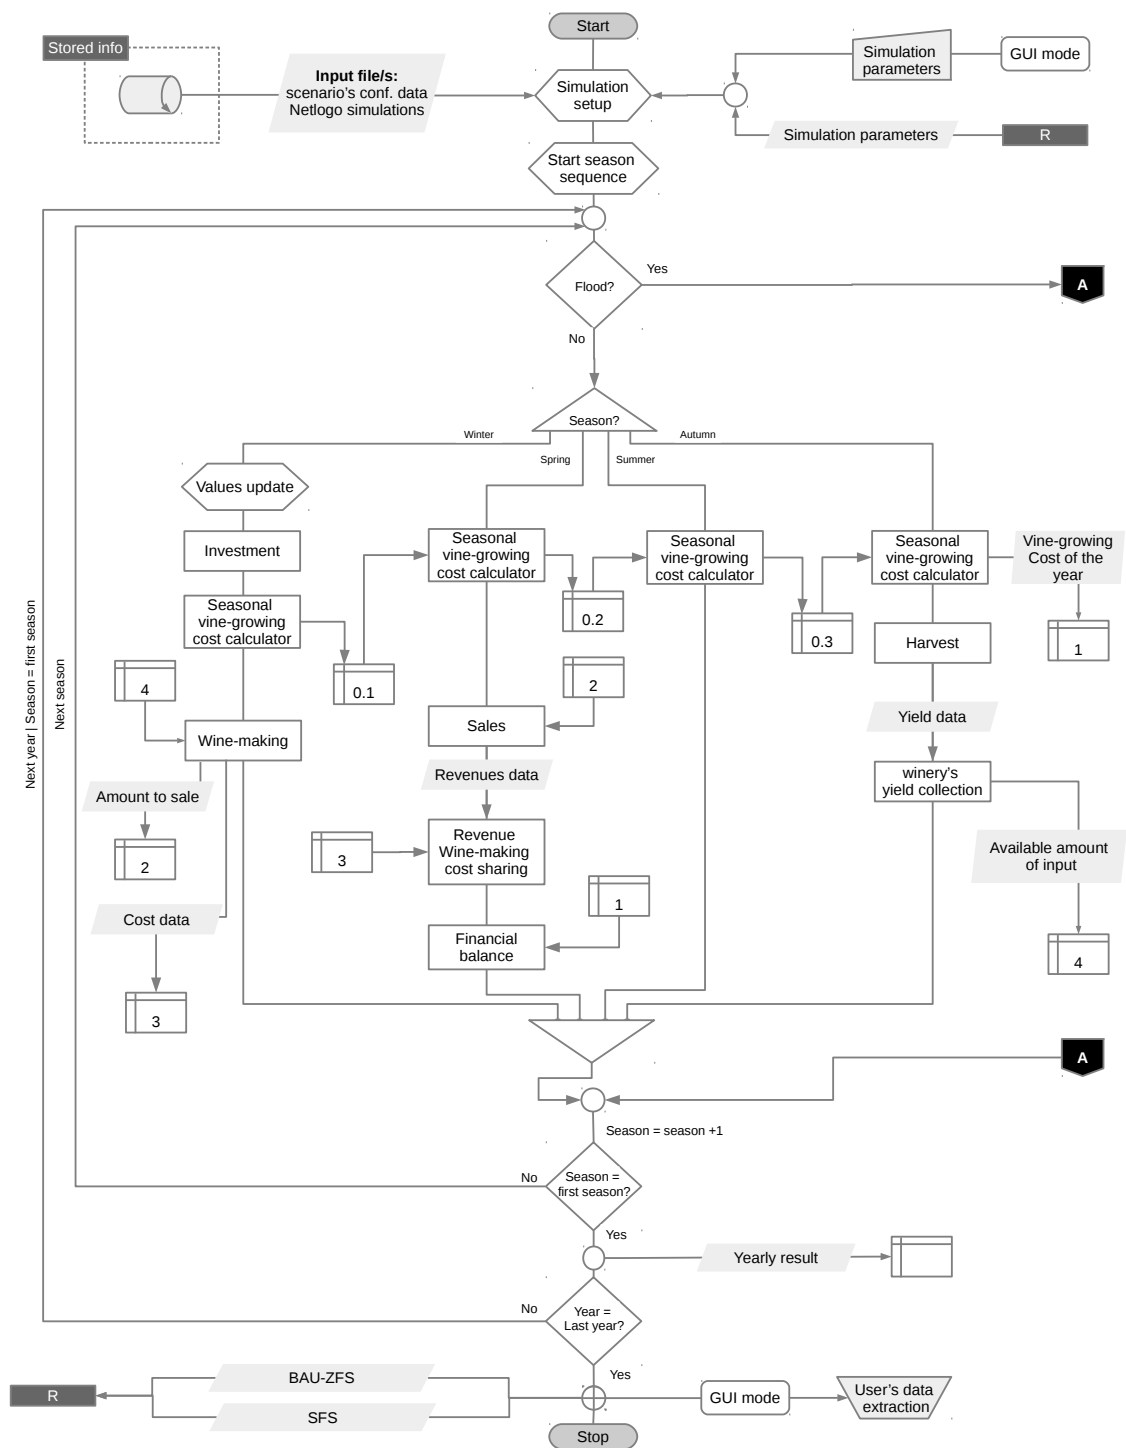 Start
Stored info
Input file/s:
scenario's conf. data
Netlogo simulations
Simulation
setup
Simulation
parameters
GUI mode
Simulation parameters
R
Start season
sequence
Flood?
Yes
A
No
Season?
Winter
Spring
Summer
Autumn
Values update
Investment
Seasonal
vine-growing
cost calculator
Seasonal
vine-growing
cost calculator
Seasonal
vine-growing
cost calculator
Seasonal
vine-growing
cost calculator
Vine-growing
Cost of the
year
0.1
0.2
0.3
1
Harvest
4
2
Wine-making
Sales
Yield data
Amount to sale
Revenues data
winery's
yield collection
2
3
Revenue
Wine-making
cost sharing
Available amount
of input
1
Cost data
Financial
balance
4
3
Next year | Season = first season
Next season
A
Season = season +1
Season =
first season?
No
Yes
Yearly result
Year =
Last year?
No
Yes
BAU-ZFS
SFS
R
GUI mode
User's data
extraction
Stop